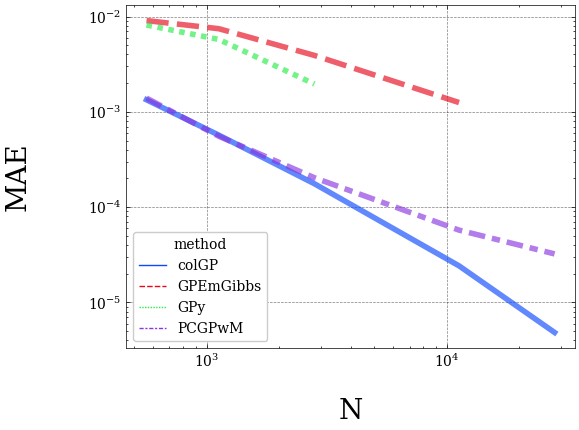 10⁻²
10⁻³
10⁻⁴
10⁻⁵
MAE
method
colGP
GPEmGibbs
GPy
PCGPwM
10³
10⁴
N